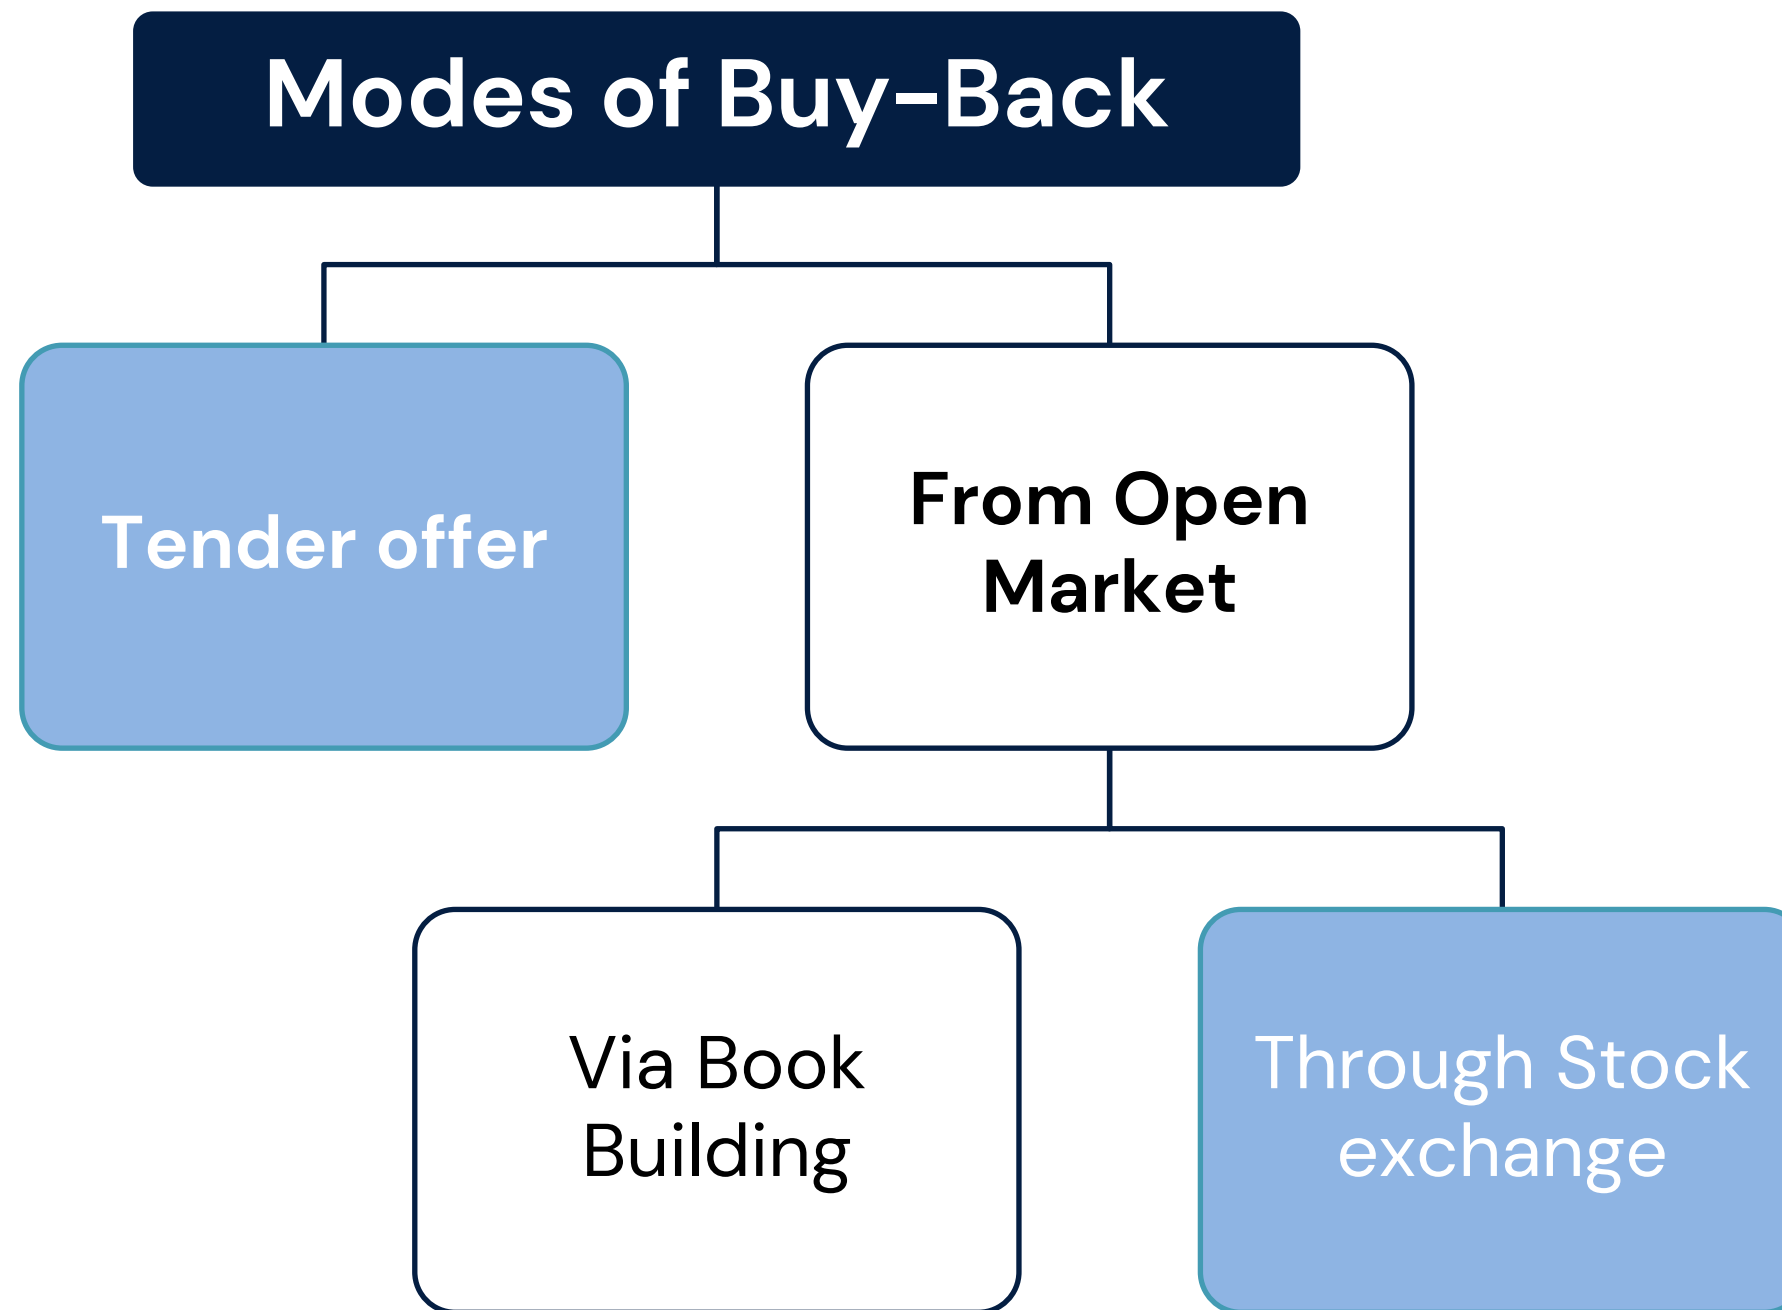 Modes of Buy-Back
Tender offer
From Open
Market
Via Book
Building
Through Stock
exchange